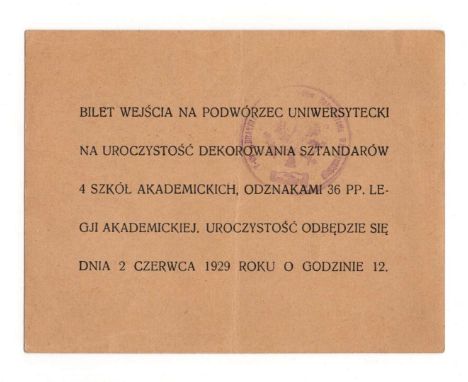 BILET WEJŚCIA NA PODWÓRZEC UNIWERSYTECKI
NA UROCZYSTOŚĆ DEKOROWANIA SZTANDARÓW
4 SZKÓŁ AKADEMICKICH, ODZNAKAMI 36 PP. LE-
GJI AKADEMICKIEJ. UROCZYSTOŚĆ ODBĘDZIE SIĘ
DNIA 2 CZERWCA 1929 ROKU O GODZINIE 12.